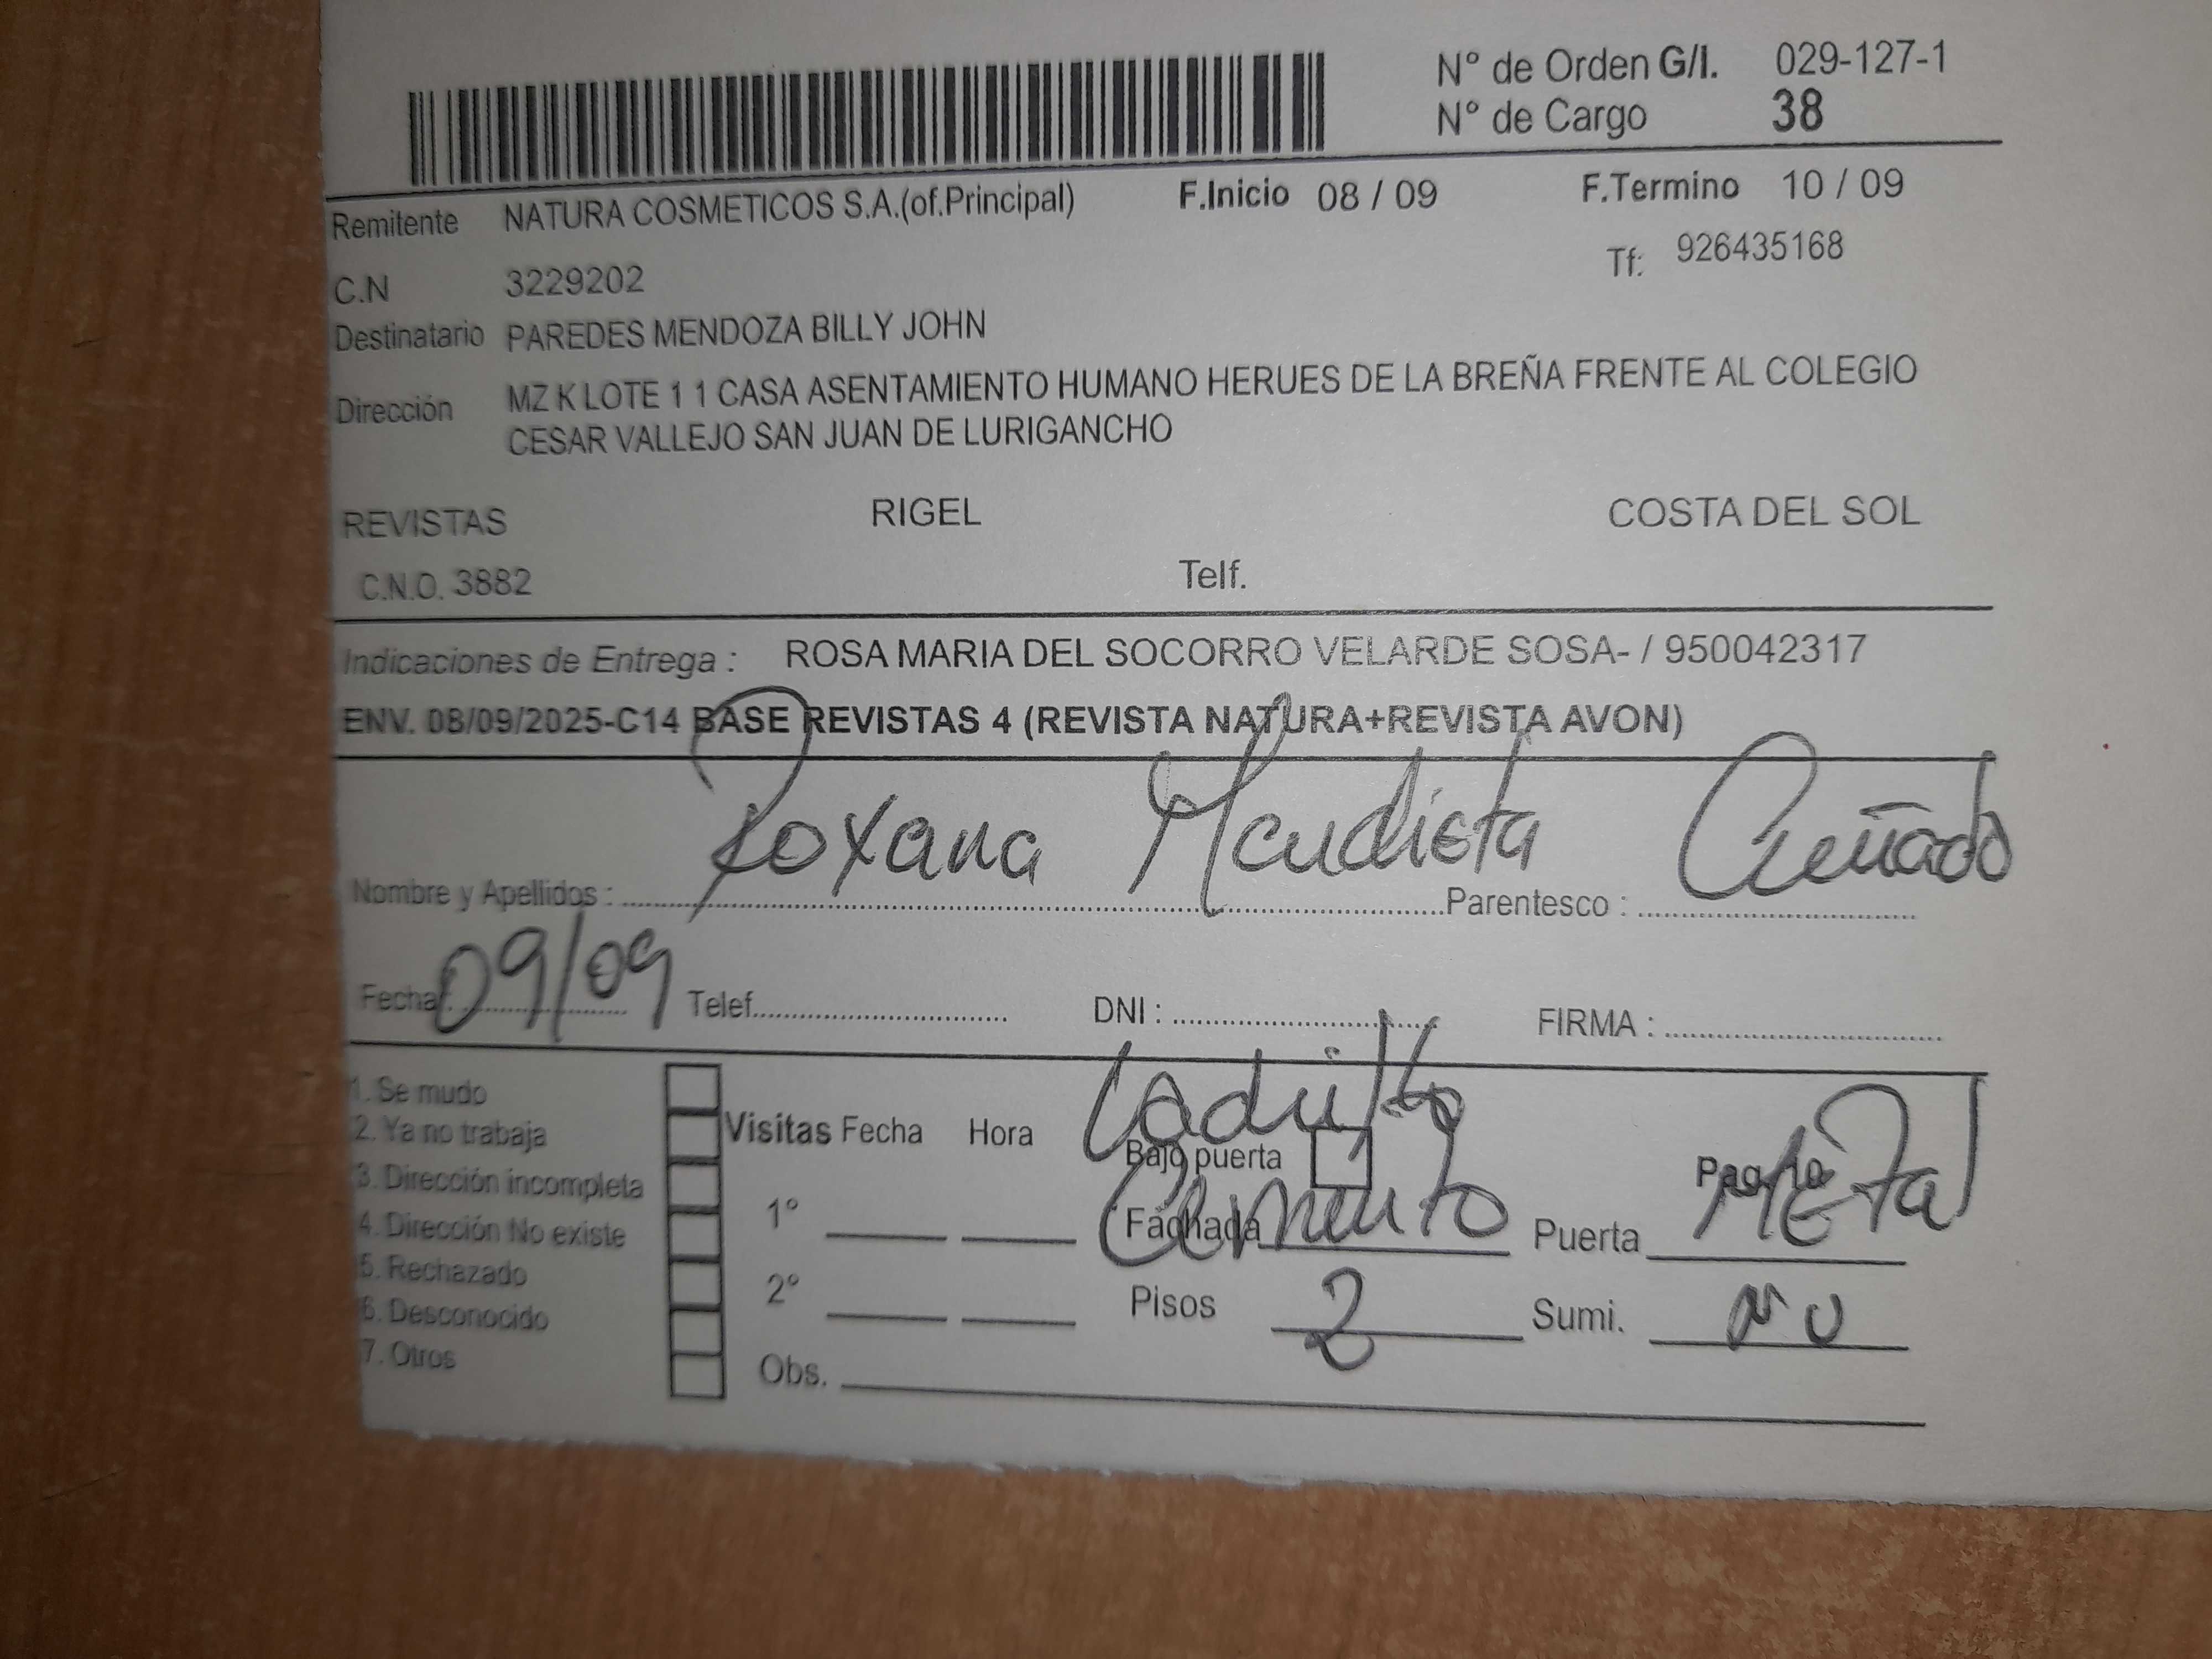 N° de Orden G/I. 029-127-1
N° de Cargo 38
Remitente NATURA COSMETICOS S.A.(of.Principal) F.Inicio 08 / 09 F.Termino 10 / 09
C.N 3229202 Tf: 926435168
Destinatario PAREDES MENDOZA BILLY JOHN
Dirección MZ K LOTE 1 1 CASA ASENTAMIENTO HUMANO HERUES DE LA BREÑA FRENTE AL COLEGIO
CESAR VALLEJO SAN JUAN DE LURIGANCHO
REVISTAS RIGEL COSTA DEL SOL
C.N.O. 3882 Telf.
Indicaciones de Entrega : ROSA MARIA DEL SOCORRO VELARDE SOSA- / 950042317
ENV. 08/09/2025-C14 BASE REVISTAS 4 (REVISTA NATURA+REVISTA AVON)
Nombre y Apellidos : Roxana Mendieta Parentesco : Cuñado
Fecha: 09/09 Telef. DNI : FIRMA :
1. Se mudo
2. Ya no trabaja
3. Dirección incompleta
4. Dirección No existe
5. Rechazado
6. Desconocido
7. Otros
Visitas Fecha Hora
1°
2°
Obs.
Ladrillo
Bajo puerta
Fachada Cemento Puerta Metal
Pisos 2 Sumi. NO